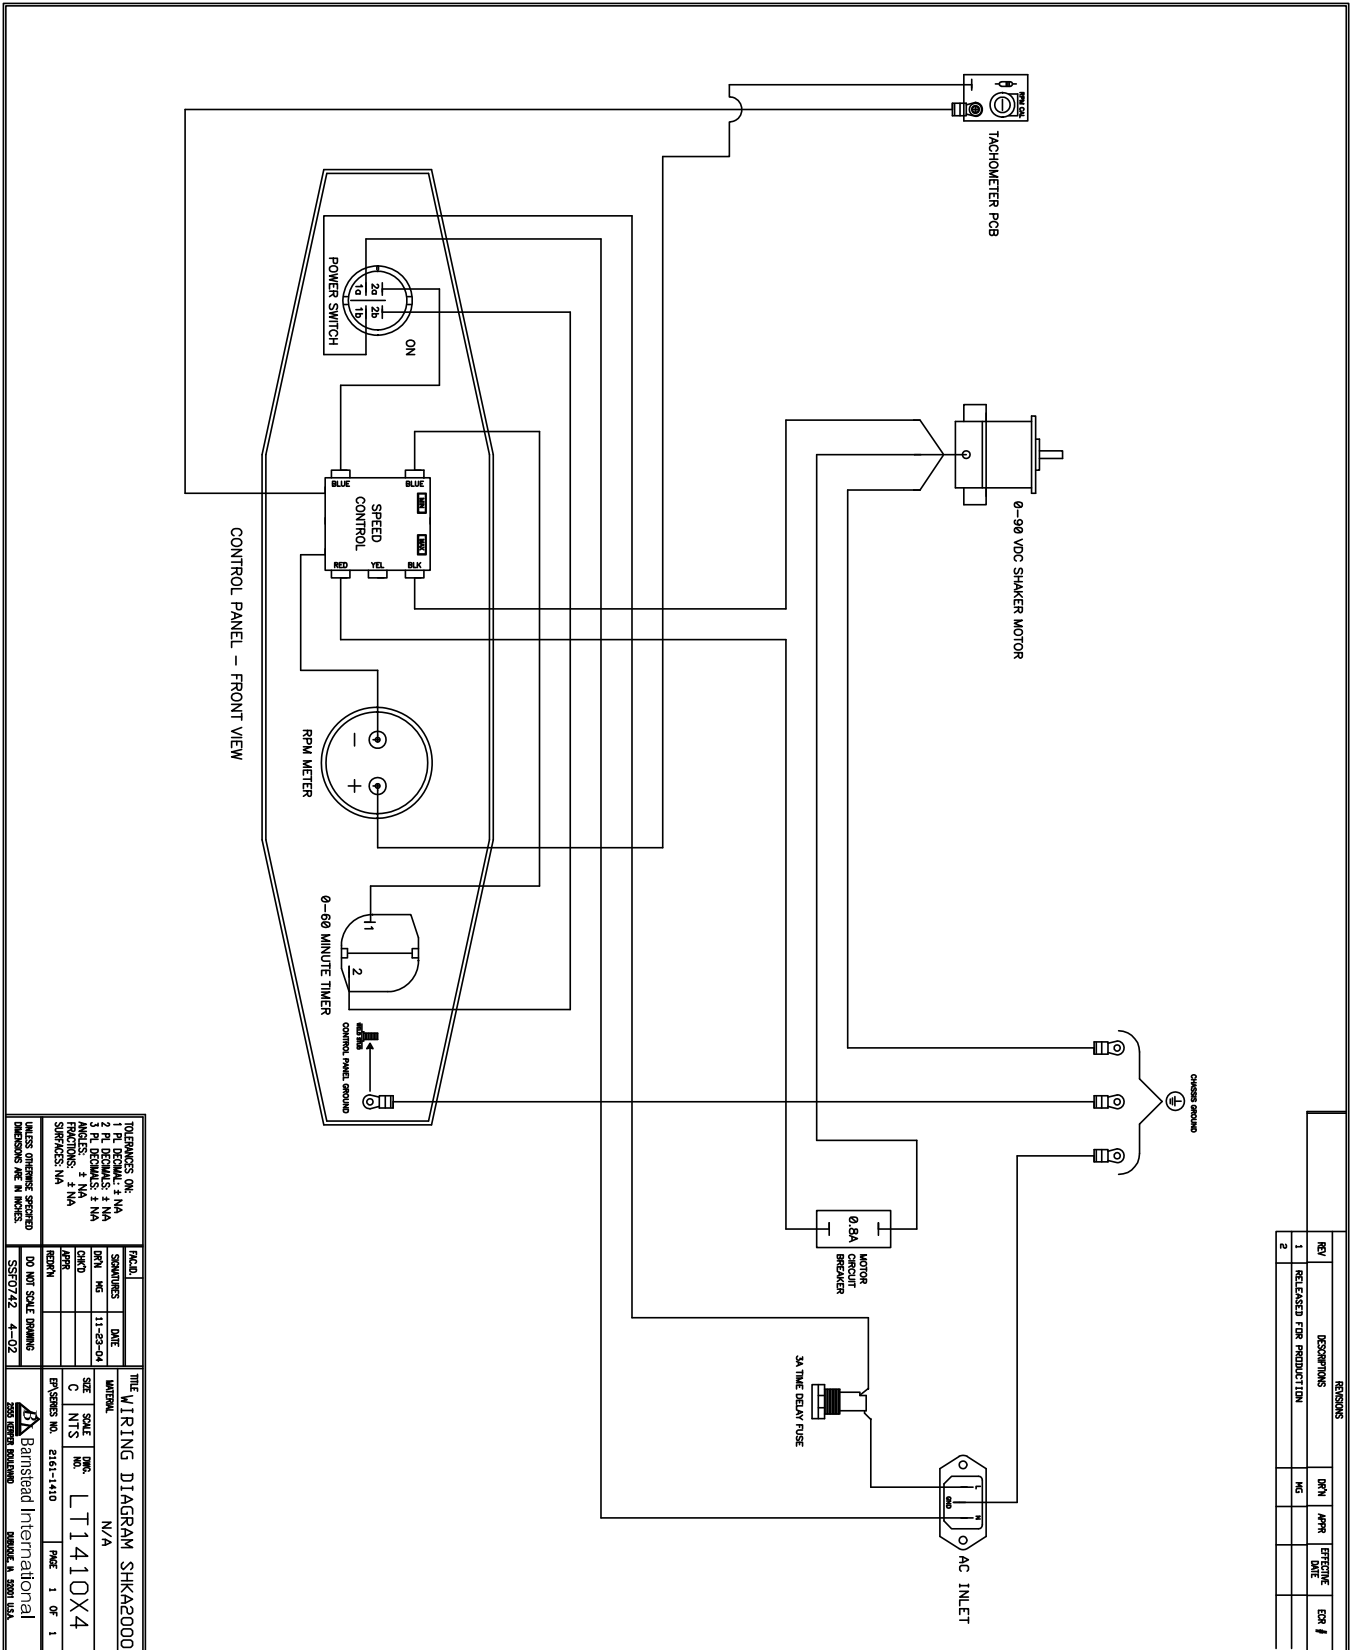 REVISIONS
REV DESCRIPTIONS DR'N APPR EFFECTIVE DATE ECR #
1 RELEASED FOR PRODUCTION MG
2
CHASSIS GROUND
TACHOMETER PCB
RPM CAL
0-90 VDC SHAKER MOTOR
AC INLET
L
GND
N
0.8A
MOTOR
CIRCUIT
BREAKER
3A TIME DELAY FUSE
ON
2a 2b
1a 1b
POWER SWITCH
BLUE
MIN
MAX
BLK
SPEED
CONTROL
YEL
BLUE
RED
- +
RPM METER
1
2
0-60 MINUTE TIMER
CONTROL PANEL GROUND
CONTROL PANEL - FRONT VIEW
TOLERANCES ON:
1 PL DECIMAL: ± NA
2 PL DECIMALS: ± NA
3 PL DECIMALS: ± NA
ANGLES: ± NA
FRACTIONS: ± NA
SURFACES: NA
UNLESS OTHERWISE SPECIFIED
DIMENSIONS ARE IN INCHES.
FAC.ID.
SIGNATURES DATE
DR'N MG 11-23-04
CHK'D
APPR
REDR'N
DO NOT SCALE DRAWING
SSF0742 4-02
TITLE WIRING DIAGRAM SHKA2000
MATERIAL N/A
SIZE C SCALE NTS DWG. NO. LT1410X4
EP\SERIES NO. 2161-1410 PAGE 1 OF 1
Barnstead International
2555 KERPER BOULEVARD DUBUQUE, IA 52001 U.S.A.